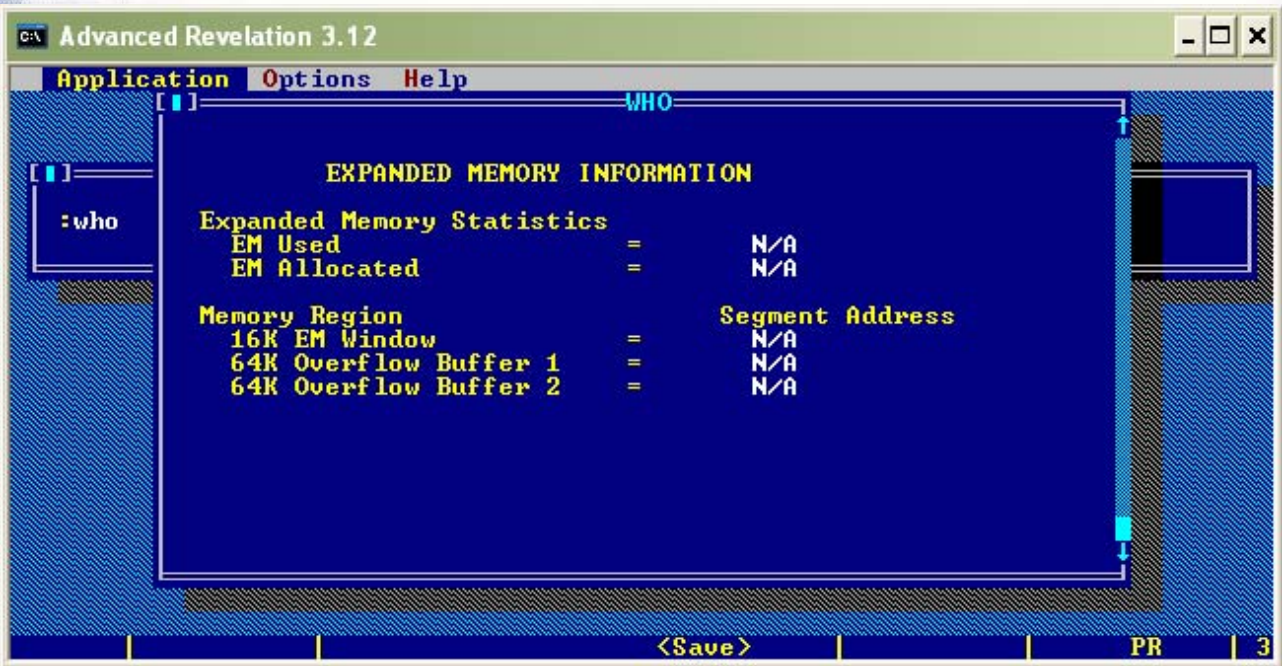 Advanced Revelation 3.12
Application Options Help
WHO
EXPANDED MEMORY INFORMATION
:who
Expanded Memory Statistics
EM Used = N/A
EM Allocated = N/A
Memory Region Segment Address
16K EM Window = N/A
64K Overflow Buffer 1 = N/A
64K Overflow Buffer 2 = N/A
<Save> PR 3